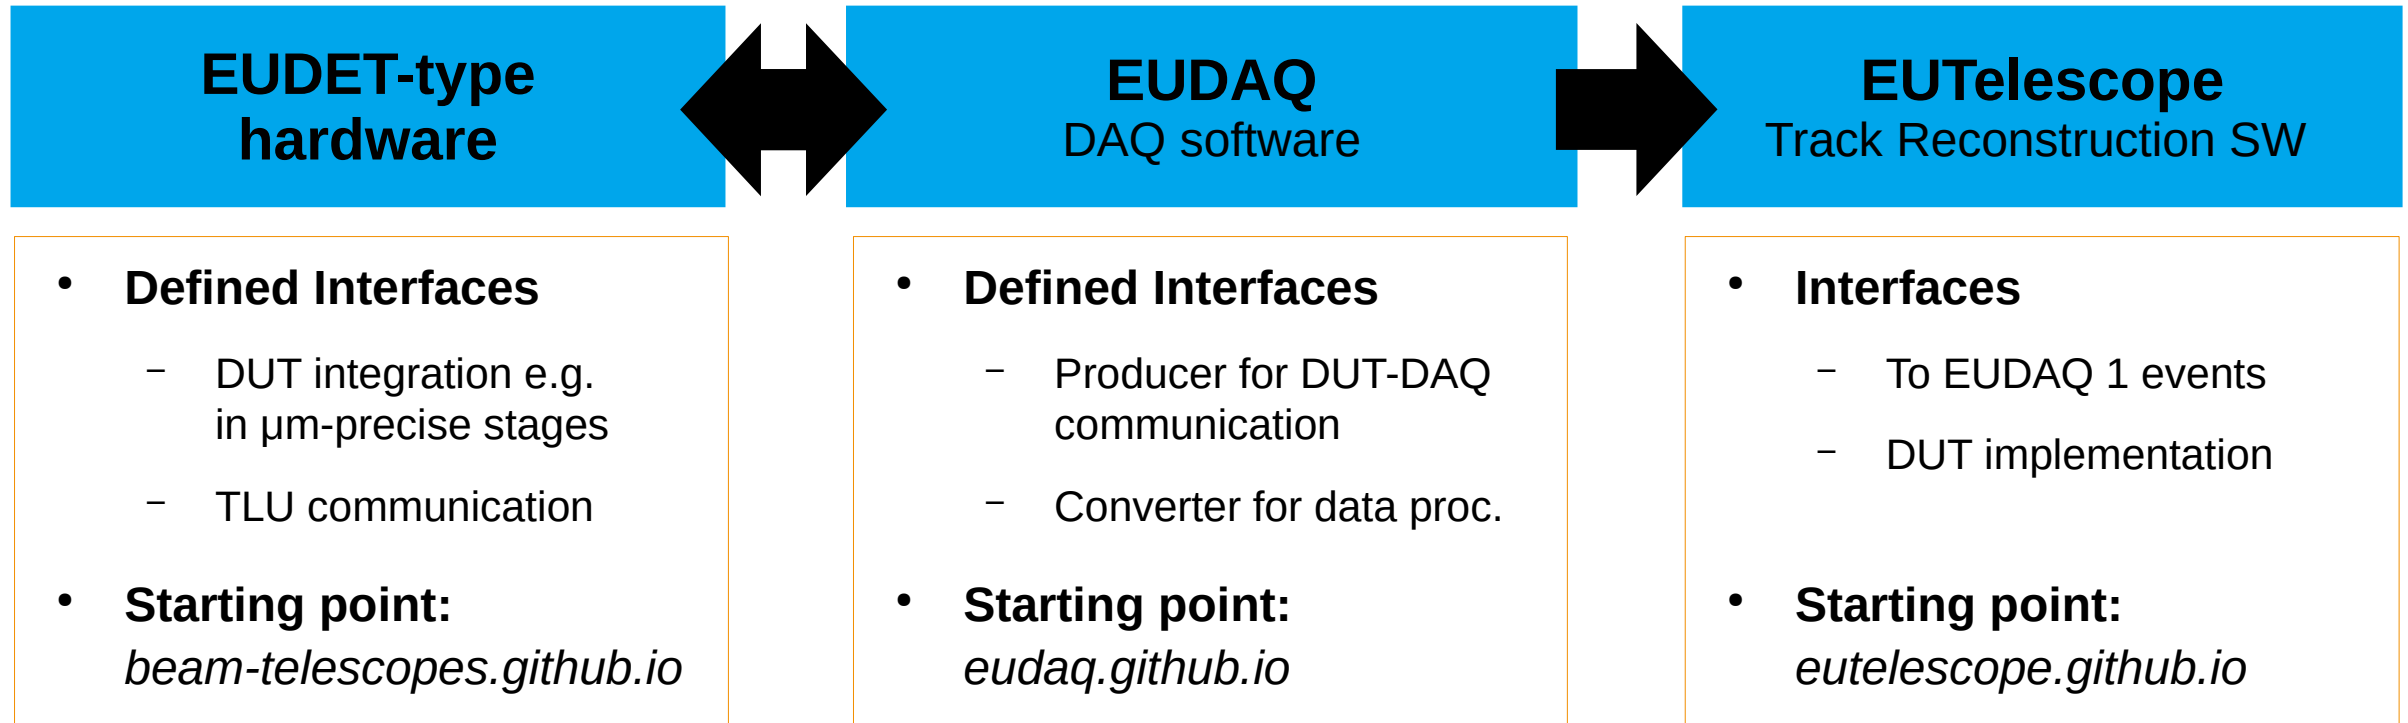 EUDET-type
hardware
EUDAQ
DAQ software
EUTelescope
Track Reconstruction SW
• Defined Interfaces
– DUT integration e.g.
in μm-precise stages
– TLU communication
• Starting point:
beam-telescopes.github.io
• Defined Interfaces
– Producer for DUT-DAQ
communication
– Converter for data proc.
• Starting point:
eudaq.github.io
• Interfaces
– To EUDAQ 1 events
– DUT implementation
• Starting point:
eutelescope.github.io